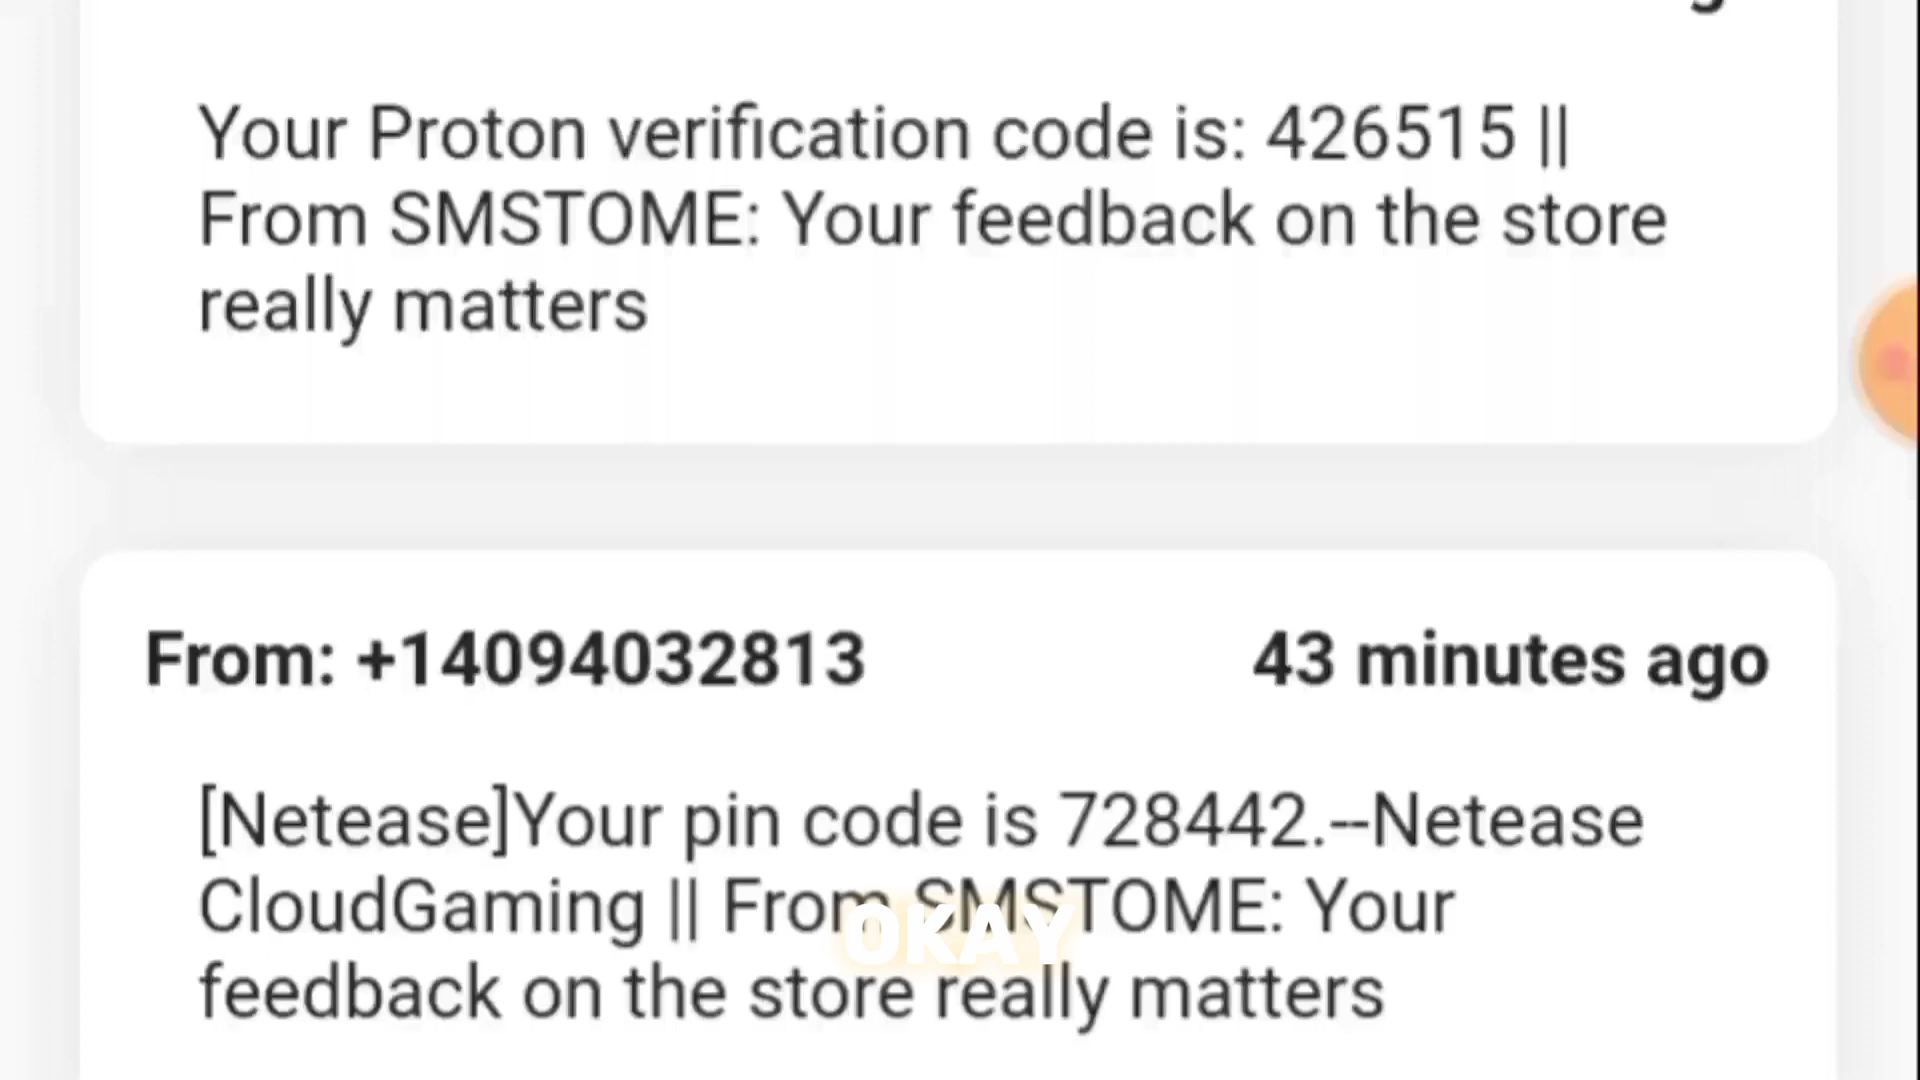 Your Proton verification code is: 426515 ||
From SMSTOME: Your feedback on the store
really matters
From: +14094032813
43 minutes ago
[Netease]Your pin code is 728442.--Netease
CloudGaming || From SMSTOME: Your
OKAY
feedback on the store really matters